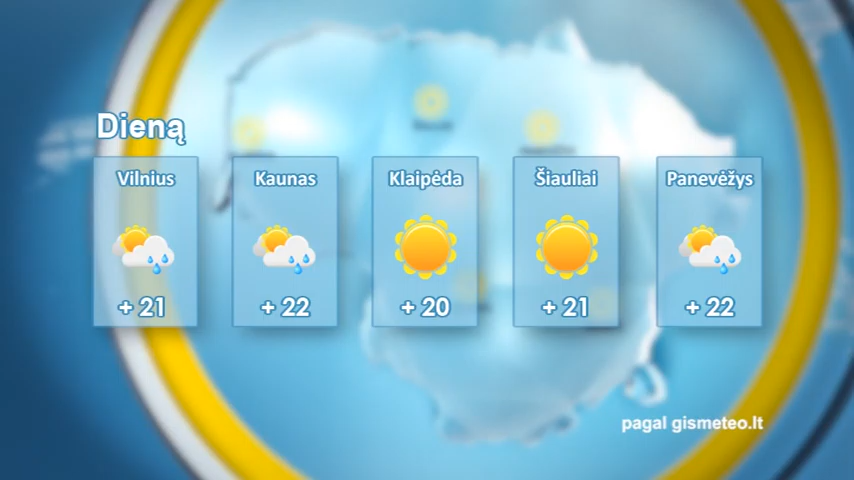 Dieną
Vilnius
+ 21
Kaunas
+ 22
Klaipėda
+ 20
Šiauliai
+ 21
Panevėžys
+ 22
pagal gismeteo.lt